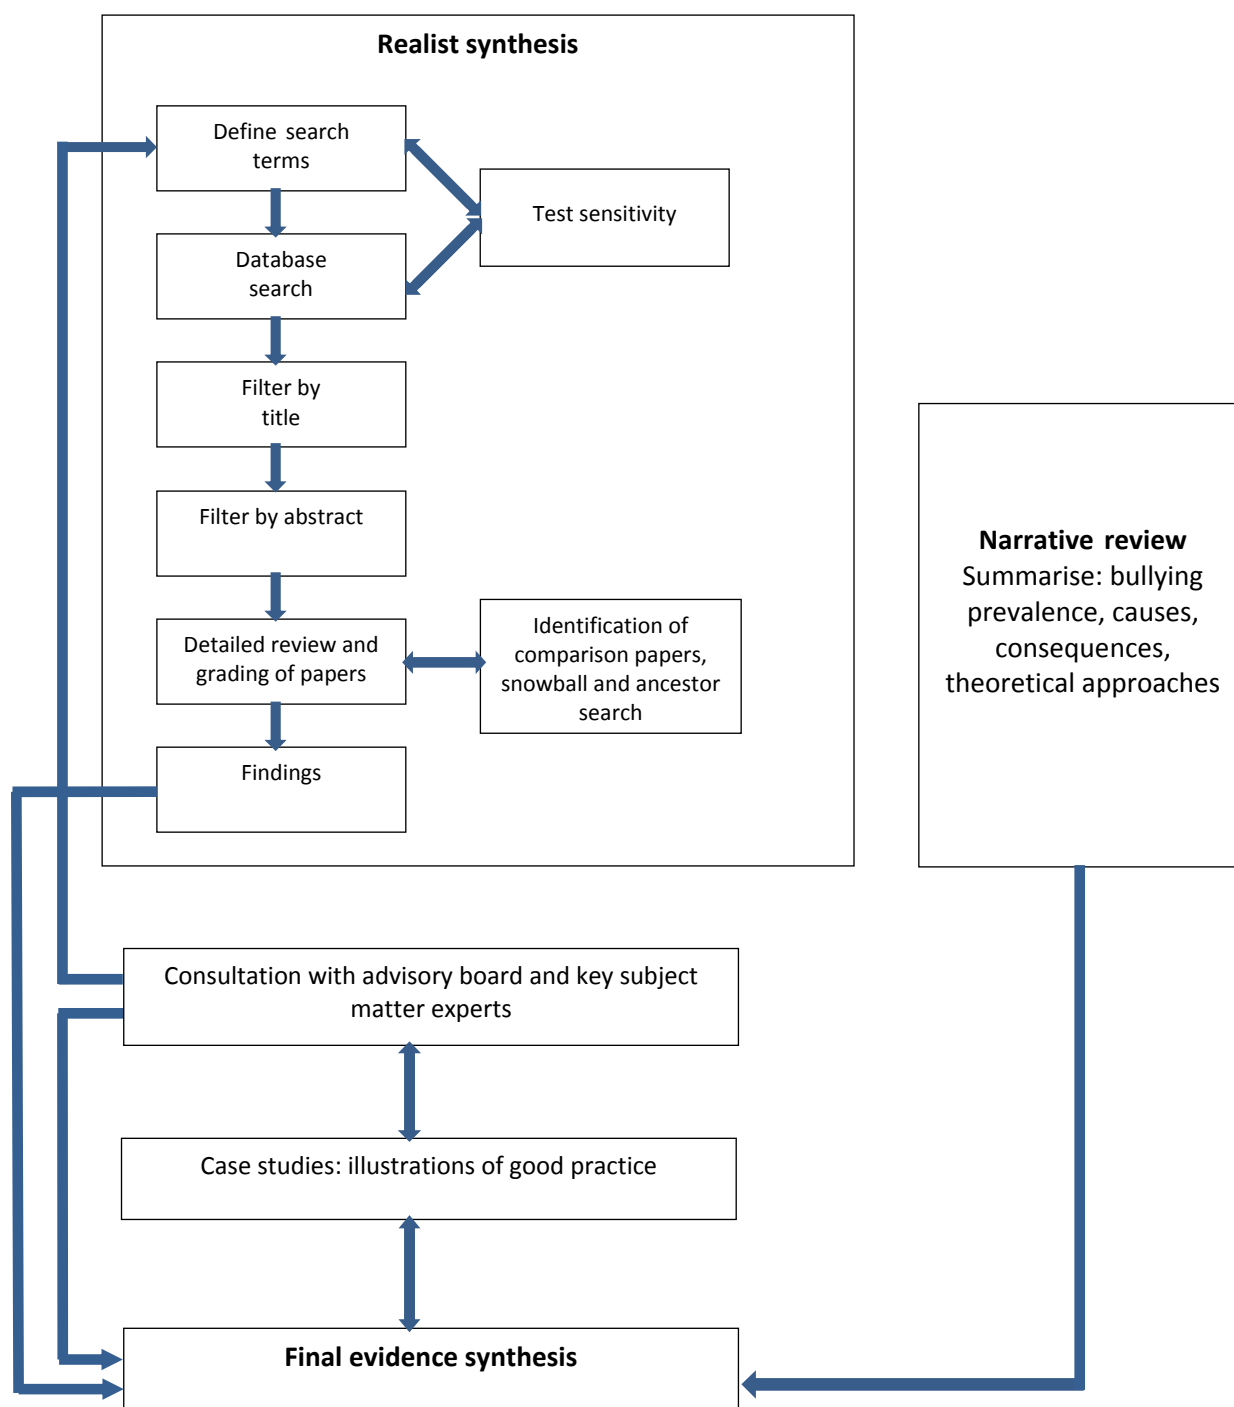 Realist synthesis
Define search
terms
Test sensitivity
Database
search
Filter by
title
Filter by abstract
Detailed review and
grading of papers
Identification of
comparison papers,
snowball and ancestor
search
Findings
Narrative review
Summarise: bullying
prevalence, causes,
consequences,
theoretical approaches
Consultation with advisory board and key subject
matter experts
Case studies: illustrations of good practice
Final evidence synthesis